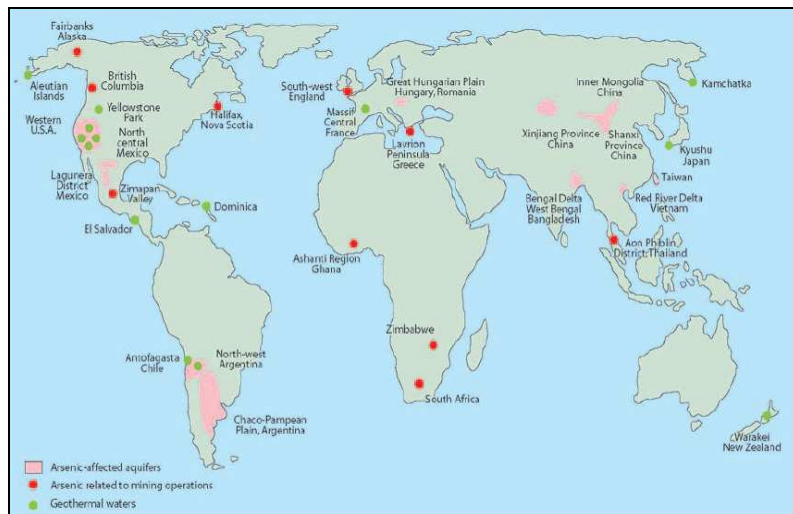 Fairbanks
Alaska
Aleutian
Islands
British
Columbia
Yellowstone
Park
Western
U.S.A.
North
central
Mexico
Halifax,
Nova Scotia
Lagunera
District
Mexico
Zimapan
Valley
Dominica
El Salvador
Antofagasta
Chile
North-west
Argentina
Chaco-Pampean
Plain, Argentina
South-west
England
Massif
Central
France
Great Hungarian Plain
Hungary, Romania
Lavrion
Peninsula
Greece
Ashanti Region
Ghana
Zimbabwe
South Africa
Inner Mongolia
China
Xinjiang Province
China
Shanxi
Province
China
Kamchatka
Kyushu
Japan
Taiwan
Bengal Delta
West Bengal
Bangladesh
Red River Delta
Vietnam
Aon Phiblin
District, Thailand
Warakei
New Zealand
Arsenic-affected aquifers
Arsenic related to mining operations
Geothermal waters